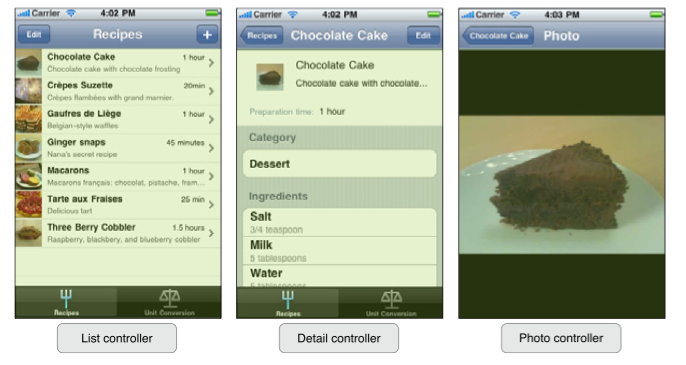 Carrier 4:02 PM
Edit Recipes +
Chocolate Cake 1 hour
Chocolate cake with chocolate frosting
Crêpes Suzette 20min
Crêpes flambées with grand marnier.
Gaufres de Liège 1 hour
Belgian-style waffles
Ginger snaps 45 minutes
Nana's secret recipe
Macarons 1 hour
Macarons français: chocolat, pistache, fram...
Tarte aux Fraises 25 min
Delicious tart
Three Berry Cobbler 1.5 hours
Raspberry, blackbery, and blueberry cobbler
Recipes Unit Conversion
List controller
Carrier 4:02 PM
Recipes Chocolate Cake Edit
Chocolate Cake
Chocolate cake with chocolate...
Preparation time: 1 hour
Category
Dessert
Ingredients
Salt
3/4 teaspoon
Milk
5 tablespoons
Water
5 tablespoons
Recipes Unit Conversion
Detail controller
Carrier 4:03 PM
Chocolate Cake Photo
Photo controller